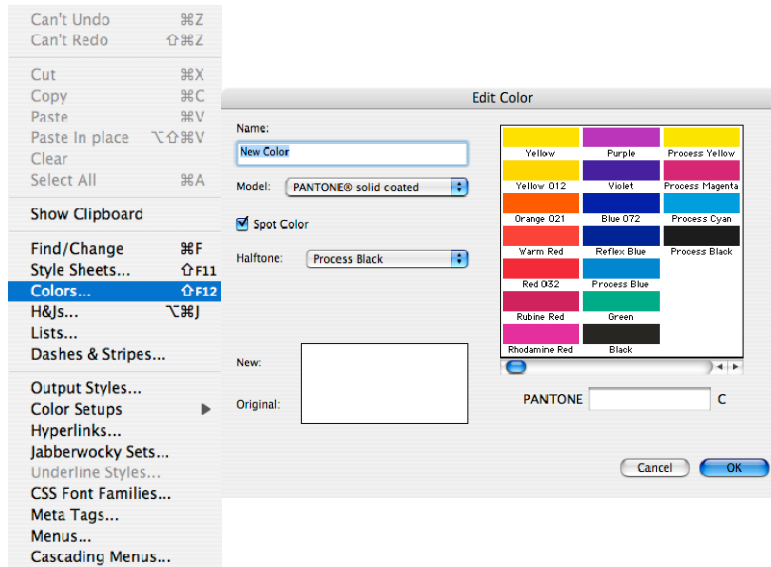 Can't Undo ⌘Z
Can't Redo ⇧⌘Z
Cut ⌘X
Copy ⌘C
Paste ⌘V
Paste In place ⌥⇧⌘V
Clear
Select All ⌘A
Show Clipboard
Find/Change ⌘F
Style Sheets... ⇧F11
Colors... ⇧F12
H&Js... ⌥⌘J
Lists...
Dashes & Stripes...
Output Styles...
Color Setups ▶
Hyperlinks...
Jabberwocky Sets...
Underline Styles...
CSS Font Families...
Meta Tags...
Menus...
Cascading Menus...
Edit Color
Name:
New Color
Model: PANTONE® solid coated
Spot Color
Halftone: Process Black
New:
Original:
Yellow Purple Process Yellow
Yellow 012 Violet Process Magenta
Orange 021 Blue 072 Process Cyan
Warm Red Reflex Blue Process Black
Red 032 Process Blue
Rubine Red Green
Rhodamine Red Black
PANTONE C
Cancel OK